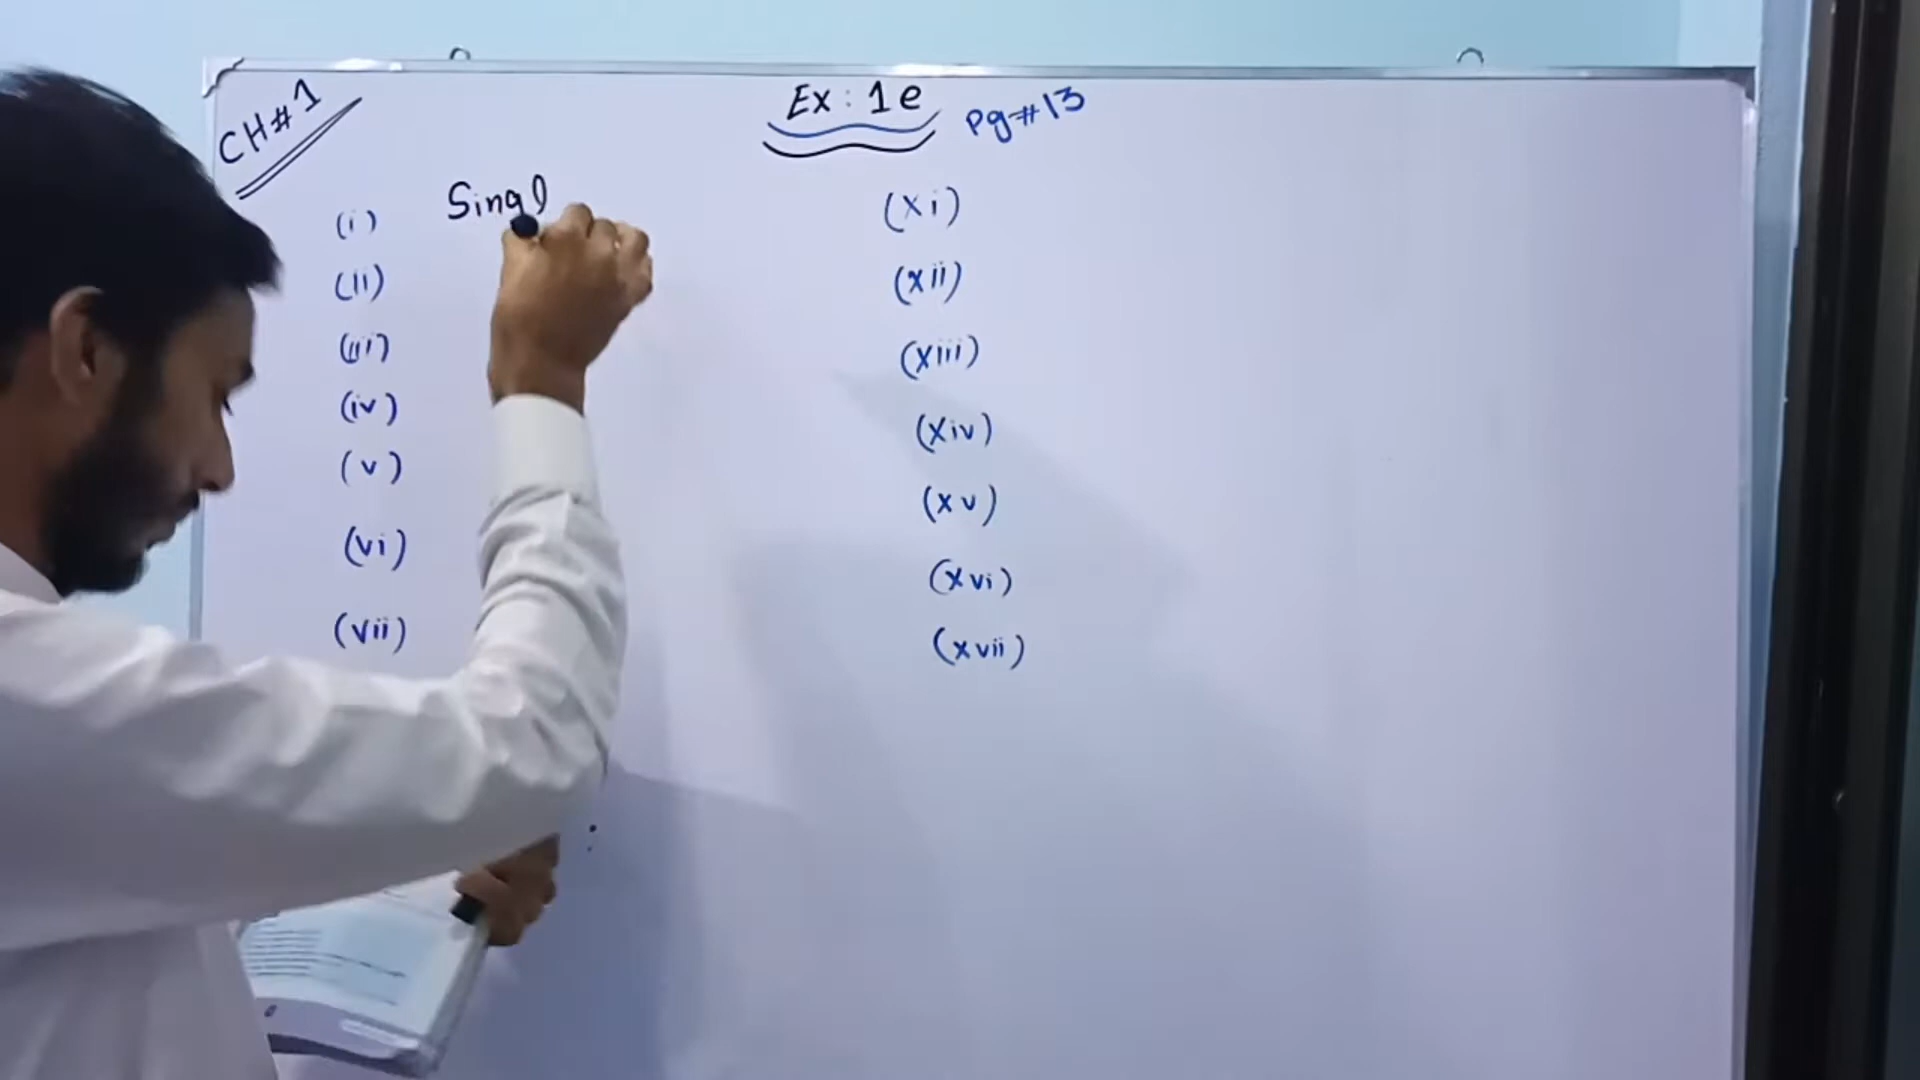 CH#1
Ex: 1e Pg#13
(i) Singl
(ii)
(iii)
(iv)
(v)
(vi)
(vii)
(xi)
(xii)
(xiii)
(xiv)
(xv)
(xvi)
(xvii)